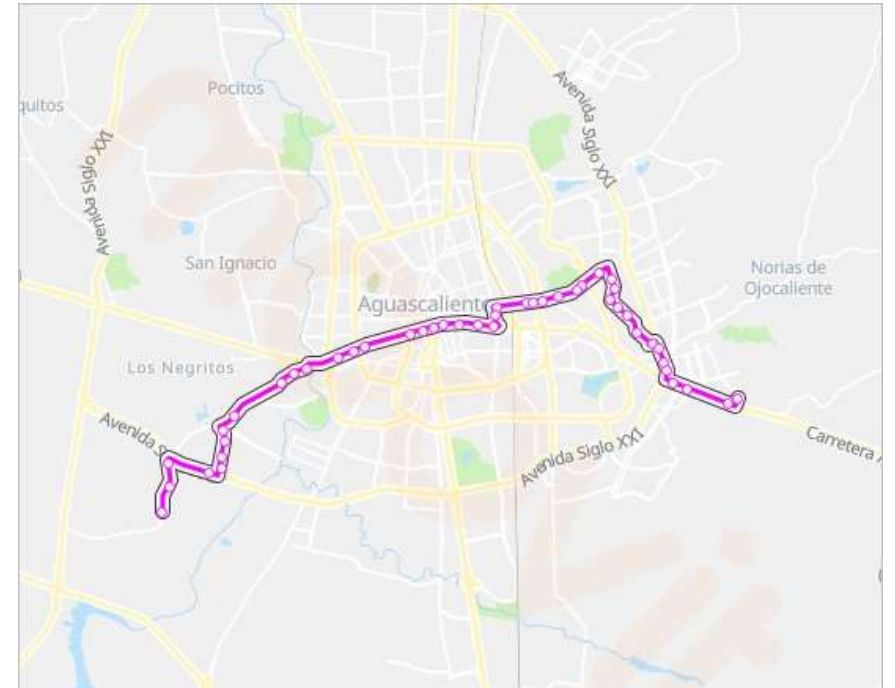 Pocitos
quitos
Avenida Siglo XXI
Avenida Siglo XXI
San Ignacio
Norias de
Ojocaliente
Aguascaliente
Los Negritos
Avenida S
Carretera A
Avenida Siglo XXI